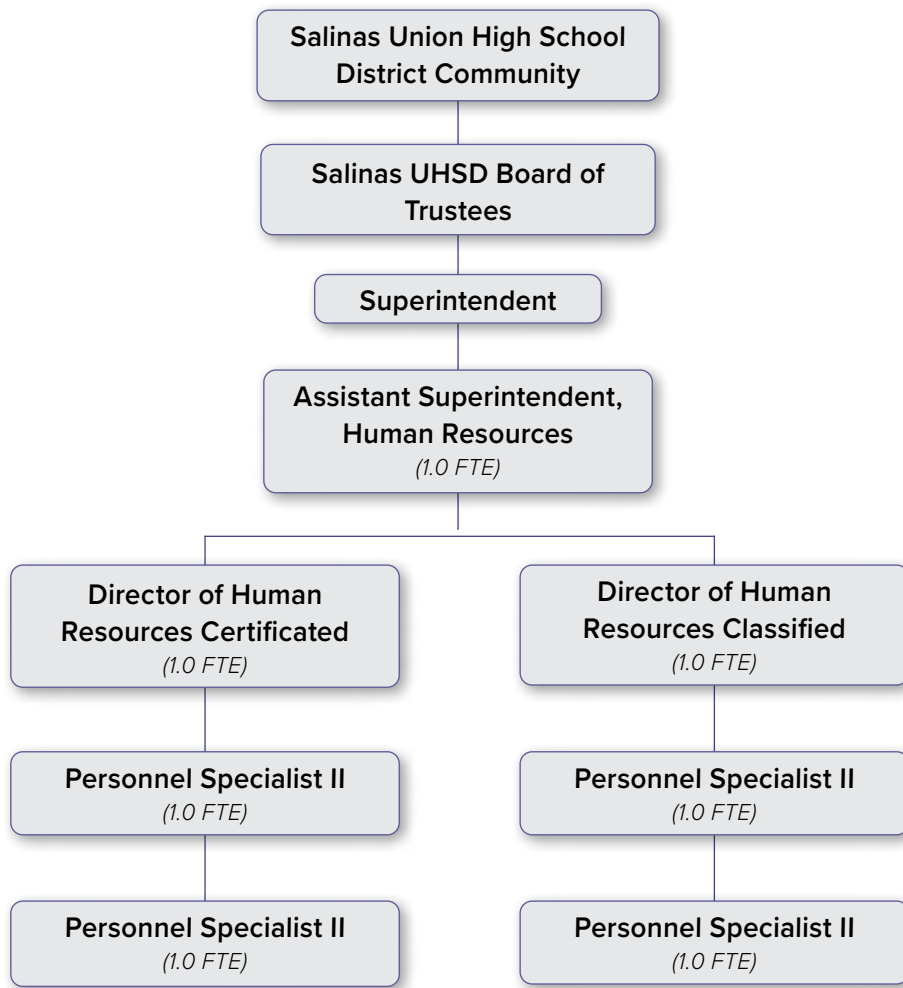 Salinas Union High School
District Community
Salinas UHSD Board of
Trustees
Superintendent
Assistant Superintendent,
Human Resources
(1.0 FTE)
Director of Human
Resources Certificated
(1.0 FTE)
Director of Human
Resources Classified
(1.0 FTE)
Personnel Specialist II
(1.0 FTE)
Personnel Specialist II
(1.0 FTE)
Personnel Specialist II
(1.0 FTE)
Personnel Specialist II
(1.0 FTE)